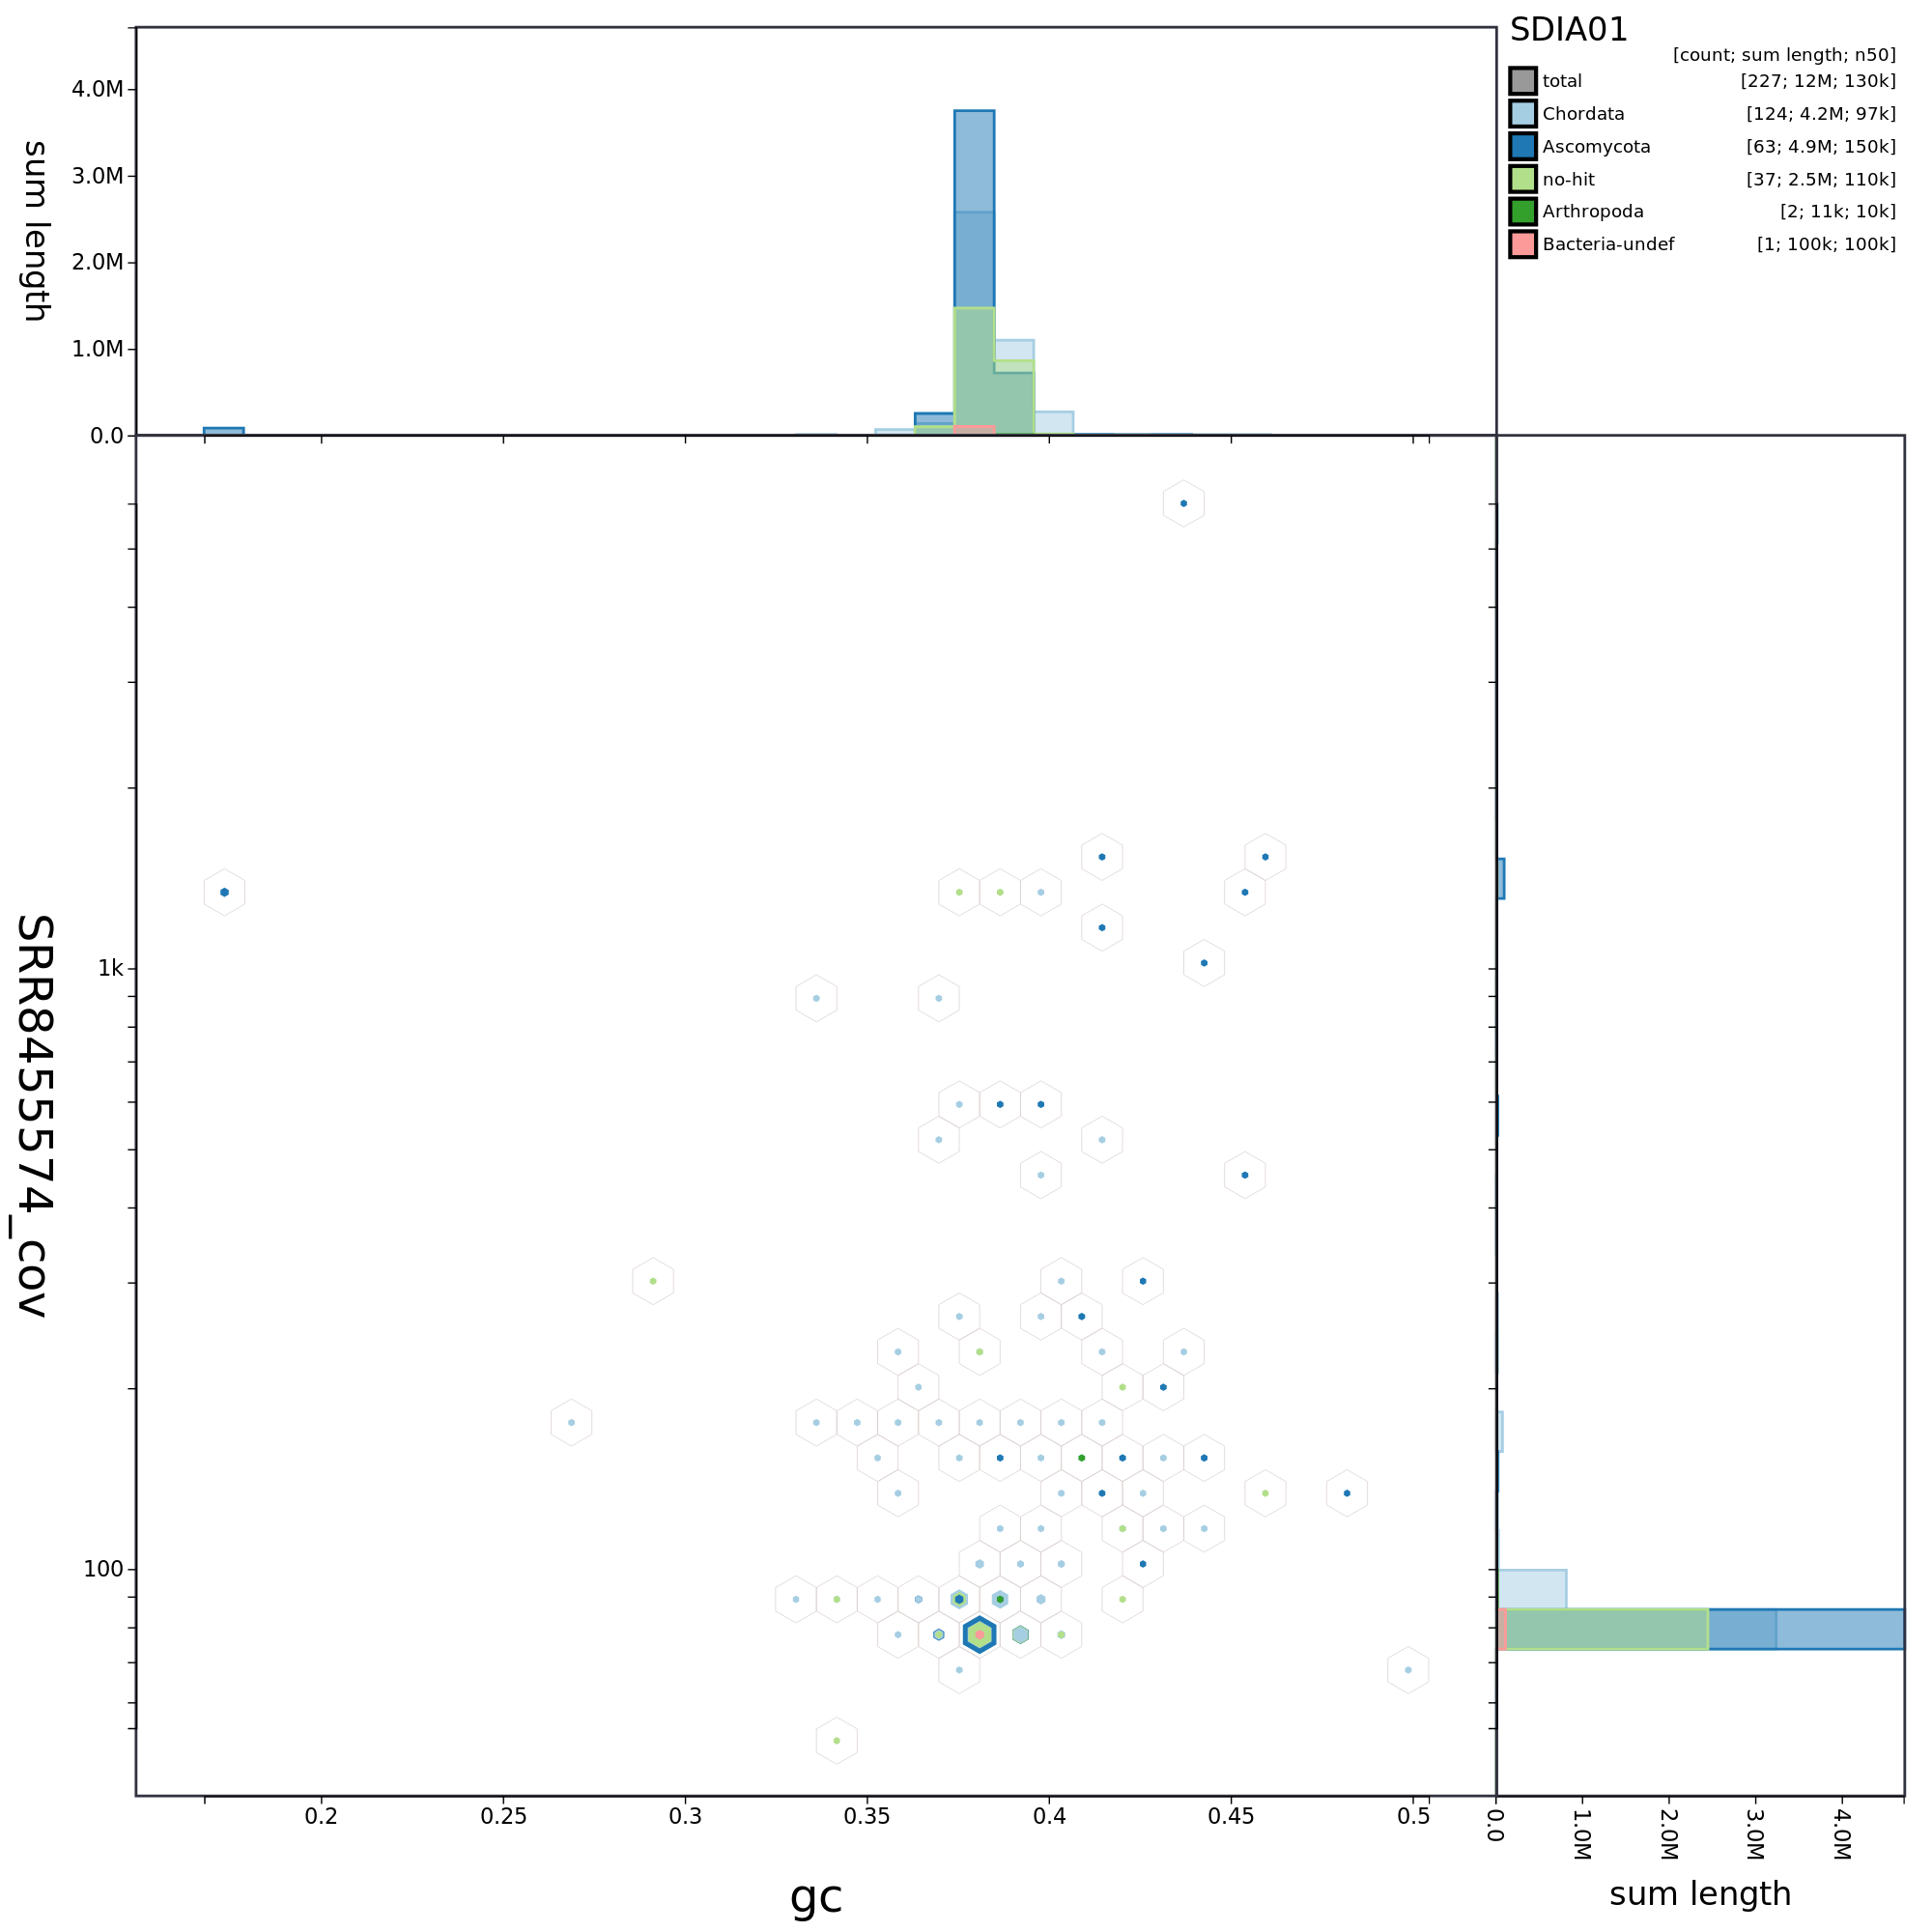 SDIA01
[count; sum length; n50]
total [227; 12M; 130k]
Chordata [124; 4.2M; 97k]
Ascomycota [63; 4.9M; 150k]
no-hit [37; 2.5M; 110k]
Arthropoda [2; 11k; 10k]
Bacteria-undef [1; 100k; 100k]
sum length
4.0M
3.0M
2.0M
1.0M
0.0
SRR8455574_cov
1k
100
0.2 0.25 0.3 0.35 0.4 0.45 0.5
gc
0.0 1.0M 2.0M 3.0M 4.0M
sum length